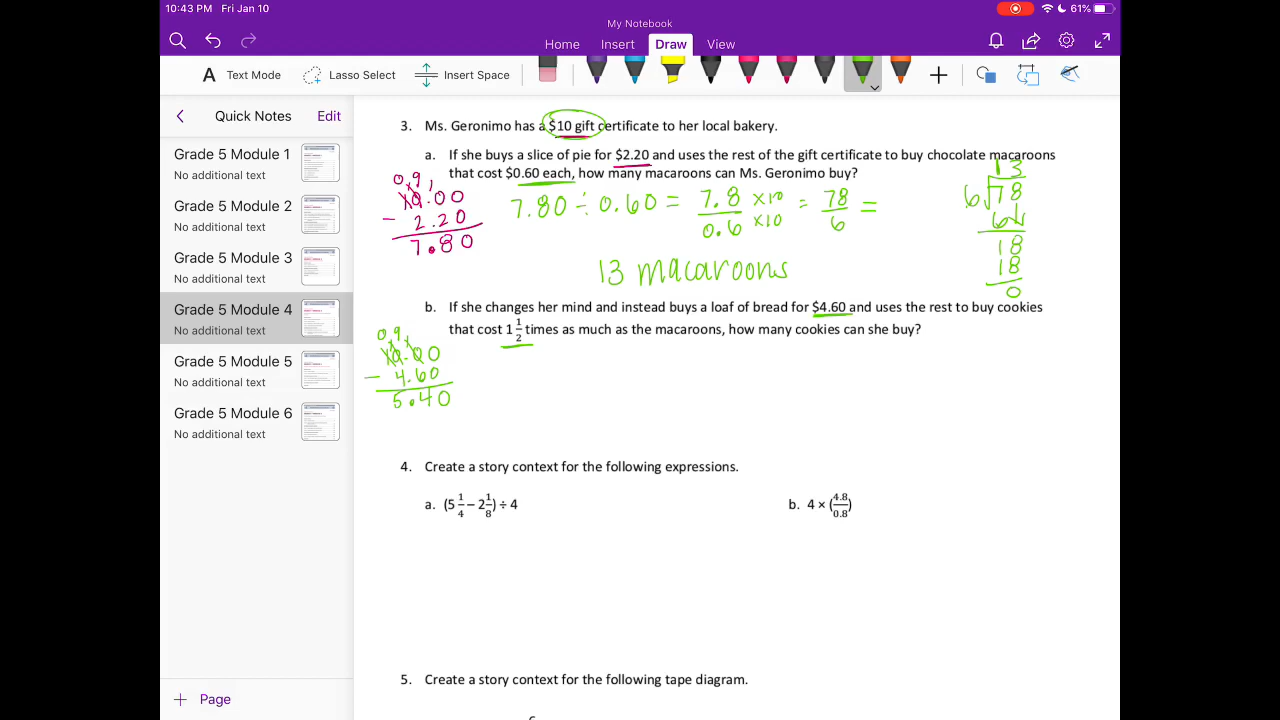 10:43 PM Fri Jan 10
61%
My Notebook
Home Insert Draw View
A Text Mode Lasso Select Insert Space
Quick Notes Edit
Grade 5 Module 1
No additional text
Grade 5 Module 2
No additional text
Grade 5 Module 3
No additional text
Grade 5 Module 4
No additional text
Grade 5 Module 5
No additional text
Grade 5 Module 6
No additional text
+ Page
3. Ms. Geronimo has a $10 gift certificate to her local bakery.
a. If she buys a slice of pie for $2.20 and uses the rest of the gift certificate to buy chocolate macaroons
that cost $0.60 each, how many macaroons can Ms. Geronimo buy?
0 9 1
10.00
- 2.20
7.80
7.80 ÷ 0.60 = 7.8/0.6 10/10 = 78/6 =
13
6 78
6
18
18
0
13 macaroons
b. If she changes her mind and instead buys a loaf of bread for $4.60 and uses the rest to buy cookies
that cost 1 1/2 times as much as the macaroons, how many cookies can she buy?
0 9 1
10.00
- 4.60
5.40
4. Create a story context for the following expressions.
a. (5 1/4 – 2 1/8) ÷ 4 b. 4 × (4.8/0.8)
5. Create a story context for the following tape diagram.